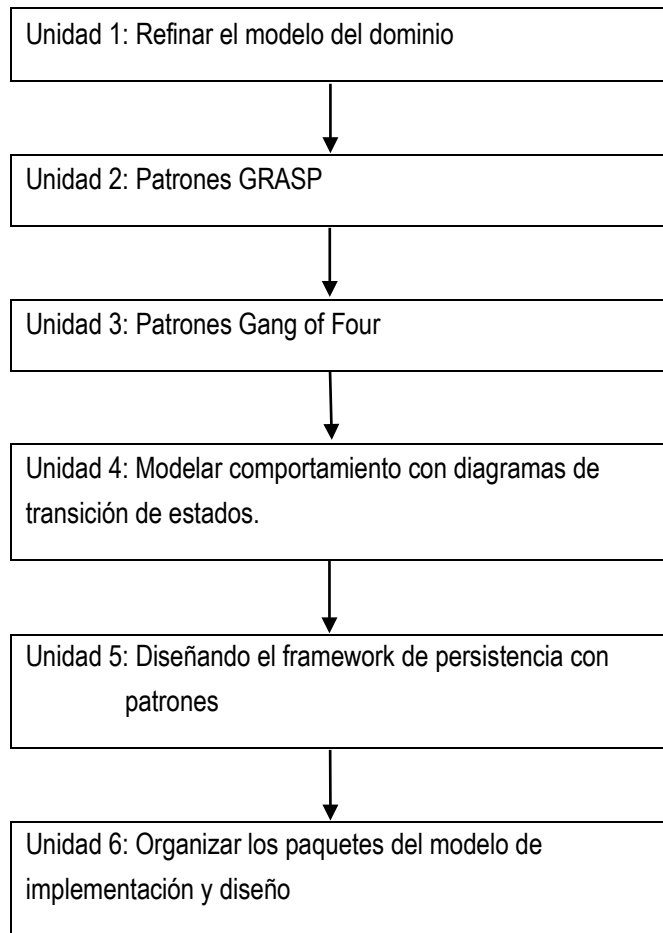 Unidad 1: Refinar el modelo del dominio
Unidad 2: Patrones GRASP
Unidad 3: Patrones Gang of Four
Unidad 4: Modelar comportamiento con diagramas de
transición de estados.
Unidad 5: Diseñando el framework de persistencia con
patrones
Unidad 6: Organizar los paquetes del modelo de
implementación y diseño